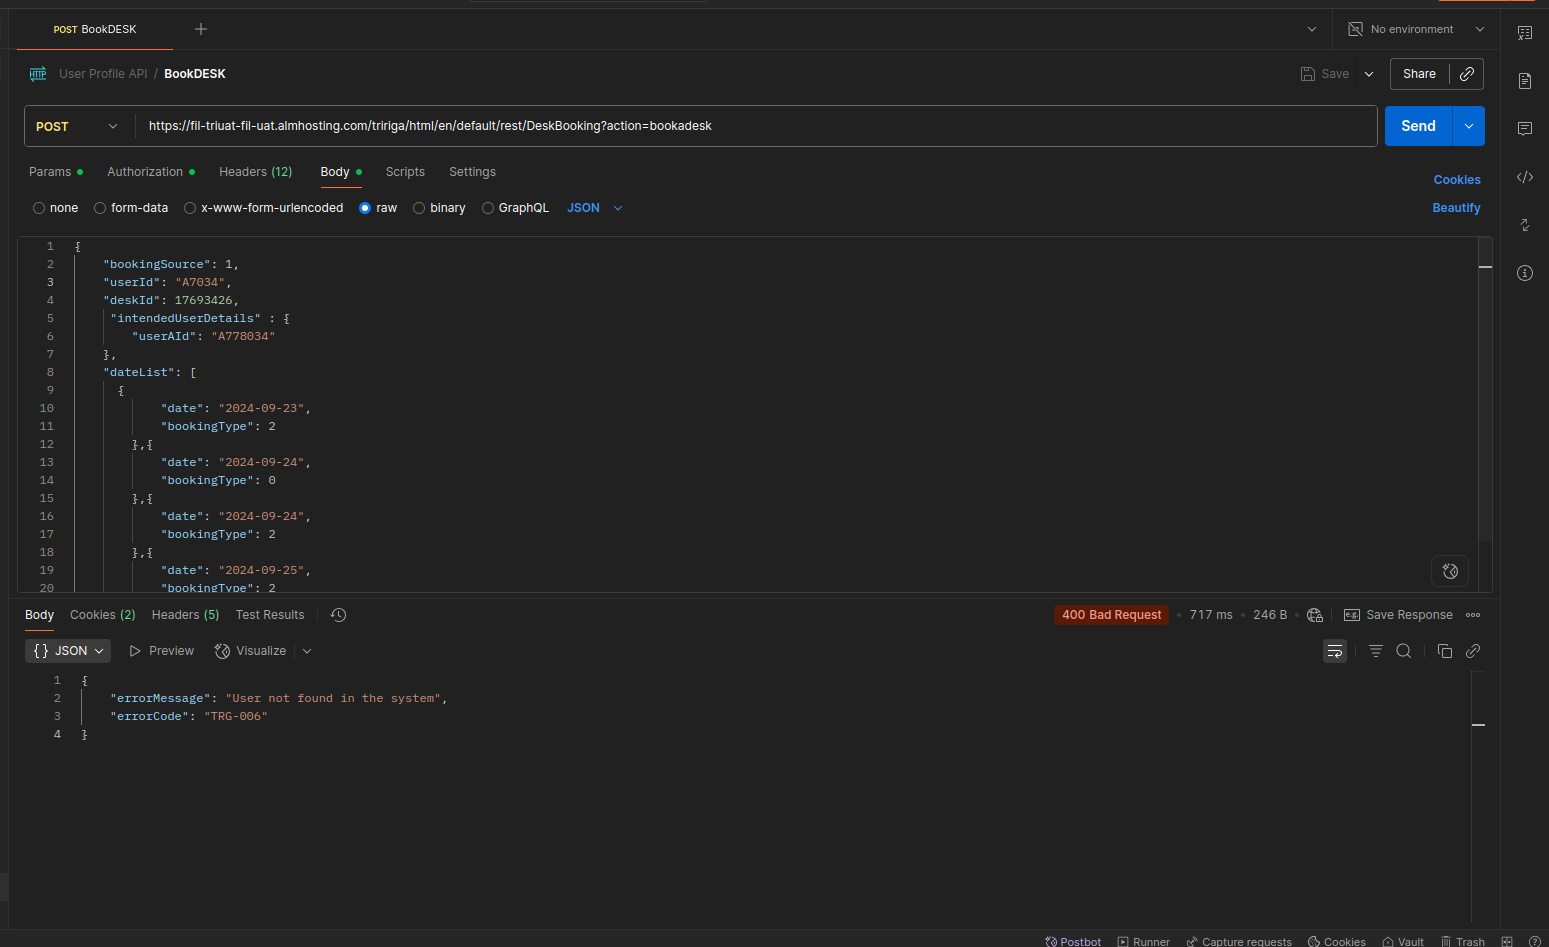 POST BookDESK
No environment
HTTP User Profile API / BookDESK
Save
Share
POST
https://fil-triuat-fil-uat.almhosting.com/tririga/html/en/default/rest/DeskBooking?action=bookadesk
Send
Params
Authorization
Headers (12)
Body
Scripts
Settings
Cookies
none
form-data
x-www-form-urlencoded
raw
binary
GraphQL
JSON
Beautify
1 {
2 "bookingSource": 1,
3 "userId": "A7034",
4 "deskId": 17693426,
5 "intendedUserDetails" : {
6 "userAId": "A778034"
7 },
8 "dateList": [
9 {
10 "date": "2024-09-23",
11 "bookingType": 2
12 },{
13 "date": "2024-09-24",
14 "bookingType": 0
15 },{
16 "date": "2024-09-24",
17 "bookingType": 2
18 },{
19 "date": "2024-09-25",
20 "bookingType": 2
Body
Cookies (2)
Headers (5)
Test Results
400 Bad Request
717 ms
246 B
e.g. Save Response
{} JSON
Preview
Visualize
1 {
2 "errorMessage": "User not found in the system",
3 "errorCode": "TRG-006"
4 }
Postbot
Runner
Capture requests
Cookies
Vault
Trash